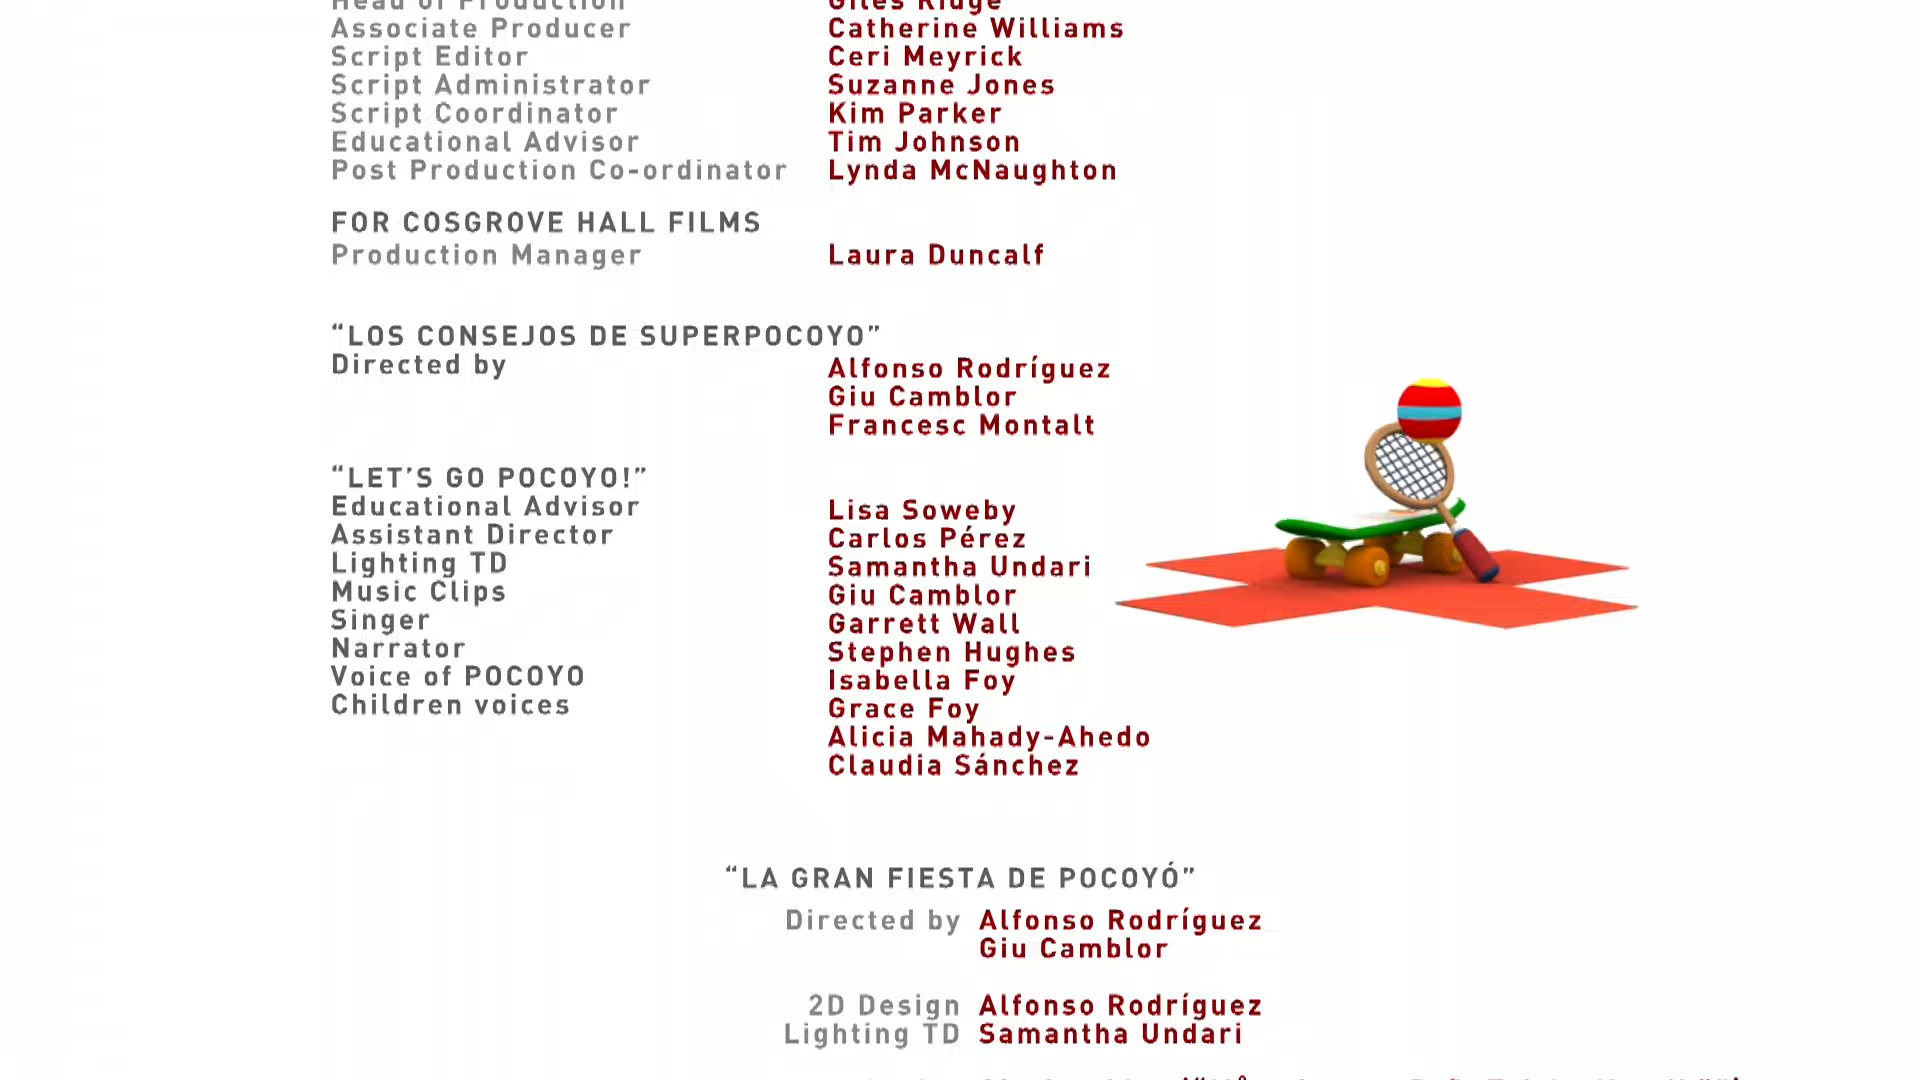 Head of Production Giles Ridge
Associate Producer Catherine Williams
Script Editor Ceri Meyrick
Script Administrator Suzanne Jones
Script Coordinator Kim Parker
Educational Advisor Tim Johnson
Post Production Co-ordinator Lynda McNaughton
FOR COSGROVE HALL FILMS
Production Manager Laura Duncalf
“LOS CONSEJOS DE SUPERPOCOYO”
Directed by Alfonso Rodríguez
Giu Camblor
Francesc Montalt
“LET’S GO POCOYO!”
Educational Advisor Lisa Soweby
Assistant Director Carlos Pérez
Lighting TD Samantha Undari
Music Clips Giu Camblor
Singer Garrett Wall
Narrator Stephen Hughes
Voice of POCOYO Isabella Foy
Children voices Grace Foy
Alicia Mahady-Ahedo
Claudia Sánchez
“LA GRAN FIESTA DE POCOYÓ”
Directed by Alfonso Rodríguez
Giu Camblor
2D Design Alfonso Rodríguez
Lighting TD Samantha Undari